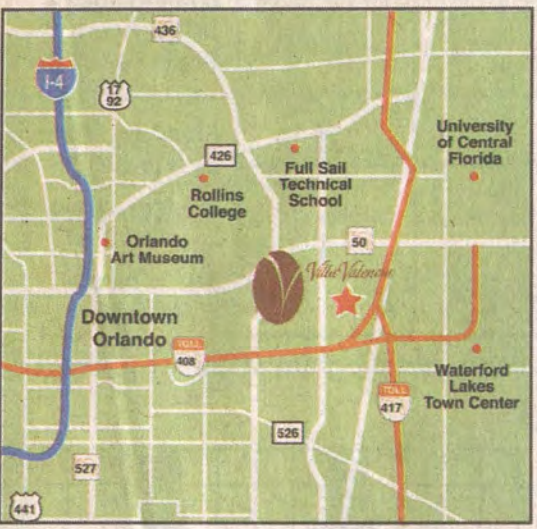 436
I-4
17
92
University
of Central
Florida
426
Full Sail
Technical
School
Rollins
College
50
Orlando
Art Museum
Villa Valencia
Downtown
Orlando
TOLL
408
Waterford
Lakes
Town Center
TOLL
417
526
527
441